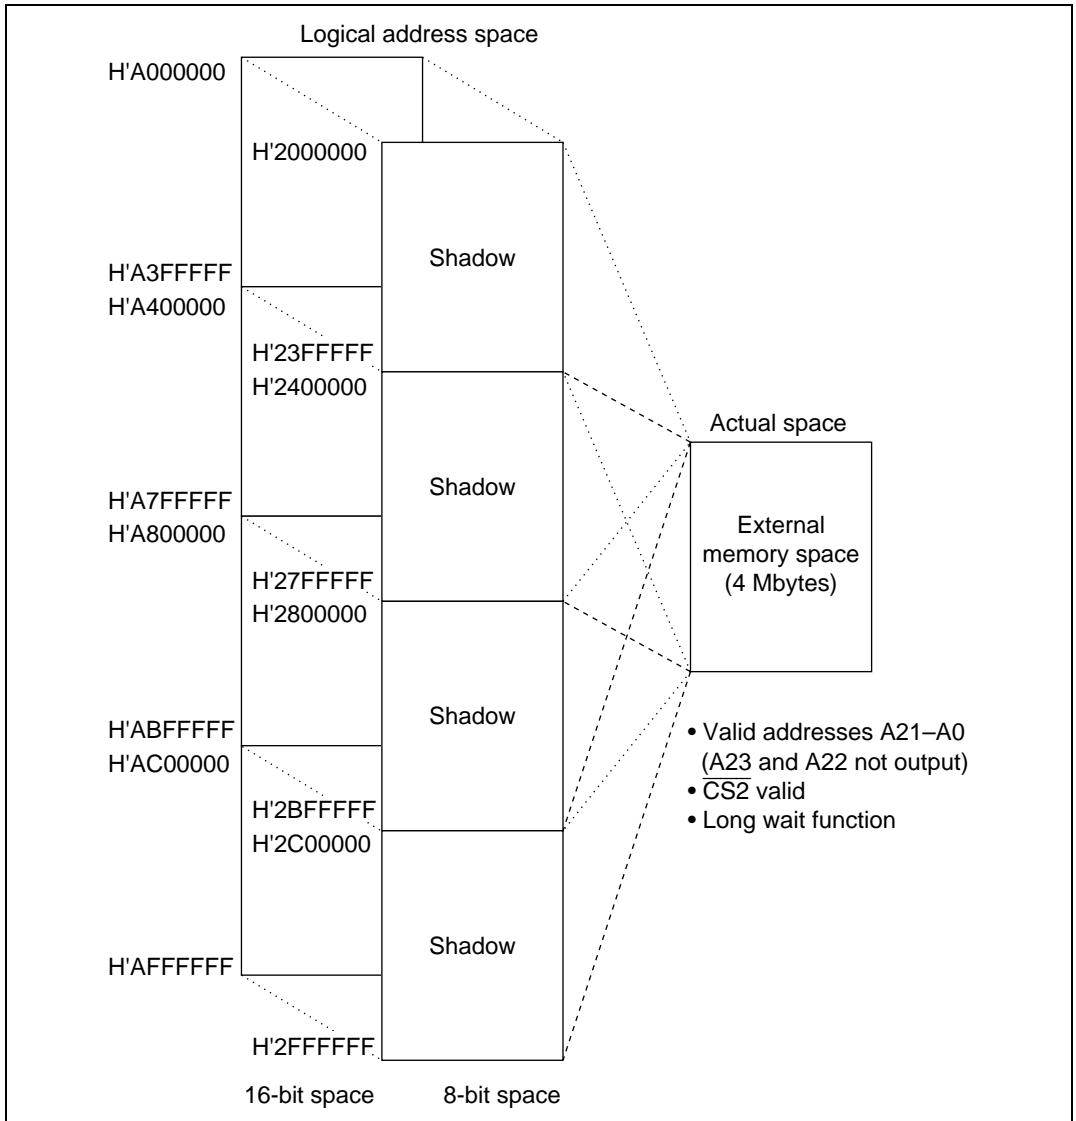 Logical address space
H'A000000
H'2000000
Shadow
H'A3FFFFF
H'A400000
H'23FFFFF
H'2400000
Actual space
Shadow
H'A7FFFFF
H'A800000
External
memory space
(4 Mbytes)
H'27FFFFF
H'2800000
Shadow
H'ABFFFFF
H'AC00000
• Valid addresses A21–A0
(A23 and A22 not output)
• C̅S̅2̅ valid
• Long wait function
H'2BFFFFF
H'2C00000
Shadow
H'AFFFFFF
H'2FFFFFF
16-bit space
8-bit space